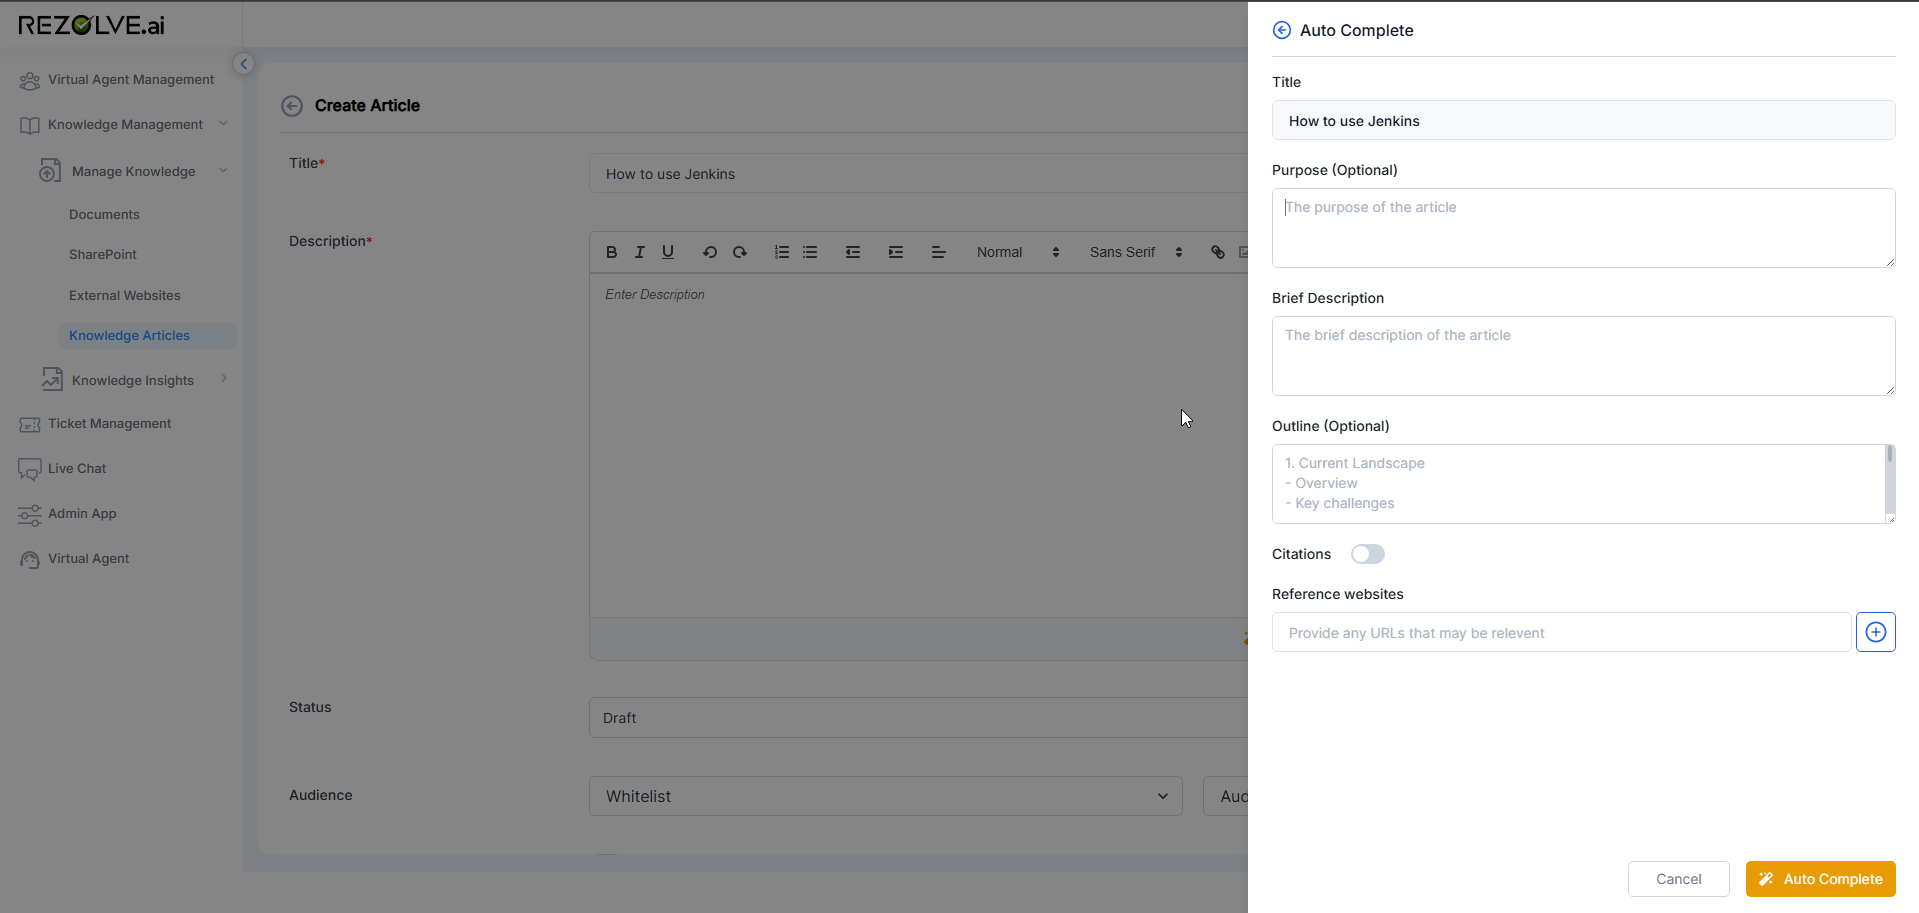 REZOLVE.ai
Virtual Agent Management
Knowledge Management
Manage Knowledge
Documents
SharePoint
External Websites
Knowledge Articles
Knowledge Insights
Ticket Management
Live Chat
Admin App
Virtual Agent
Create Article
Title*
How to use Jenkins
Description*
B I U Normal Sans Serif
Enter Description
Status
Draft
Audience
Whitelist
Auto Complete
Title
How to use Jenkins
Purpose (Optional)
The purpose of the article
Brief Description
The brief description of the article
Outline (Optional)
1. Current Landscape
- Overview
- Key challenges
Citations
Reference websites
Provide any URLs that may be relevent
Cancel
Auto Complete